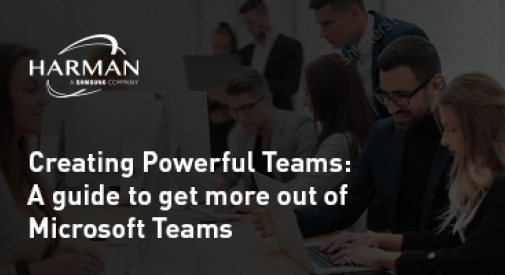 HARMAN
A SAMSUNG COMPANY
Creating Powerful Teams:
A guide to get more out of
Microsoft Teams